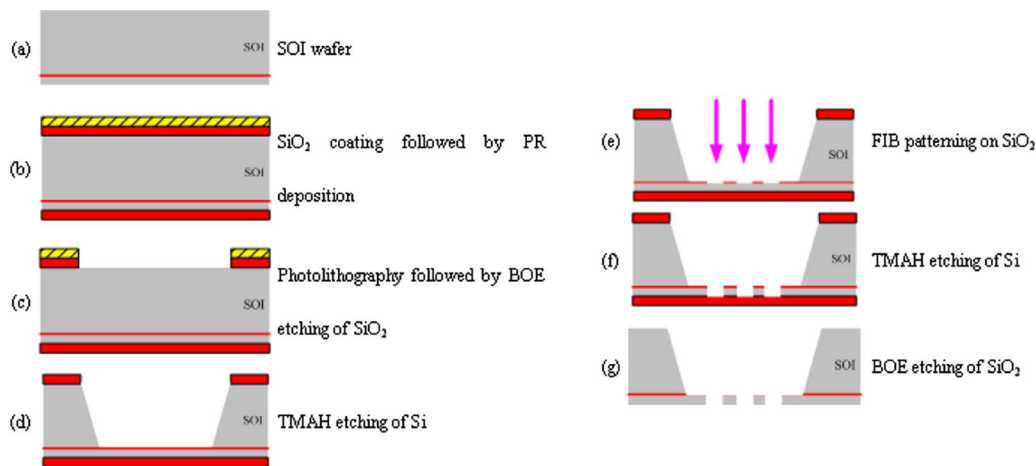 (a) SOI SOI wafer
(b) SOI SiO₂ coating followed by PR
deposition
(c) SOI Photolithography followed by BOE
etching of SiO₂
(d) SOI TMAH etching of Si
(e) SOI FIB patterning on SiO₂
(f) SOI TMAH etching of Si
(g) SOI BOE etching of SiO₂